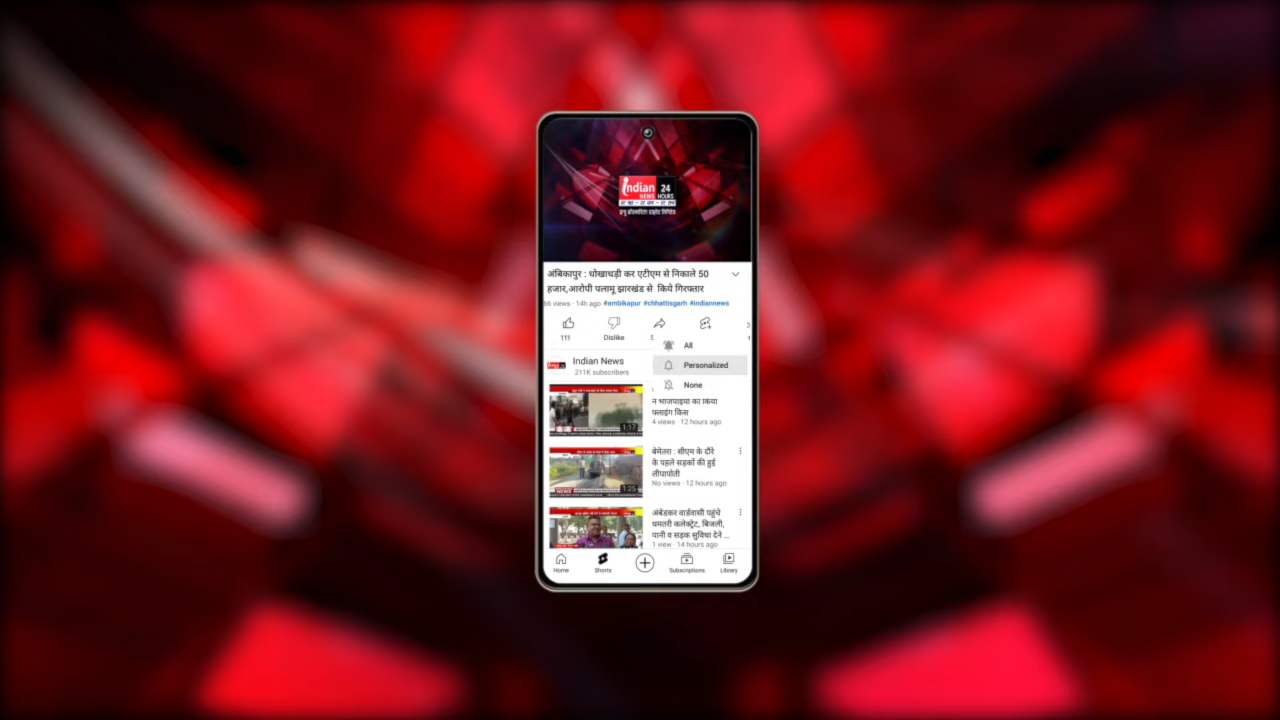 indian
NEWS
24
HOURS
अंबिकापुर : धोखाधड़ी कर एटीएम से निकाले 50
हजार,आरोपी पलामू झारखंड से किये गिरफ्तार
66 views · 14h ago #ambikapur #chhattisgarh #indiannews
111
Dislike
All
Indian News
211K subscribers
Personalized
None
न भाजपाइयों का किया
फ्लाइंग किस
4 views · 12 hours ago
1:17
बेमेतरा : सीएम के दौरे
के पहले सड़कों की हुई
लीपापोती
No views · 12 hours ago
1:25
अंबेडकर वार्डवासी पहुंचे
धमतरी कलेक्ट्रेट, बिजली,
पानी व सड़क सुविधा देने ...
1 view · 14 hours ago
Home
Shorts
Subscriptions
Library